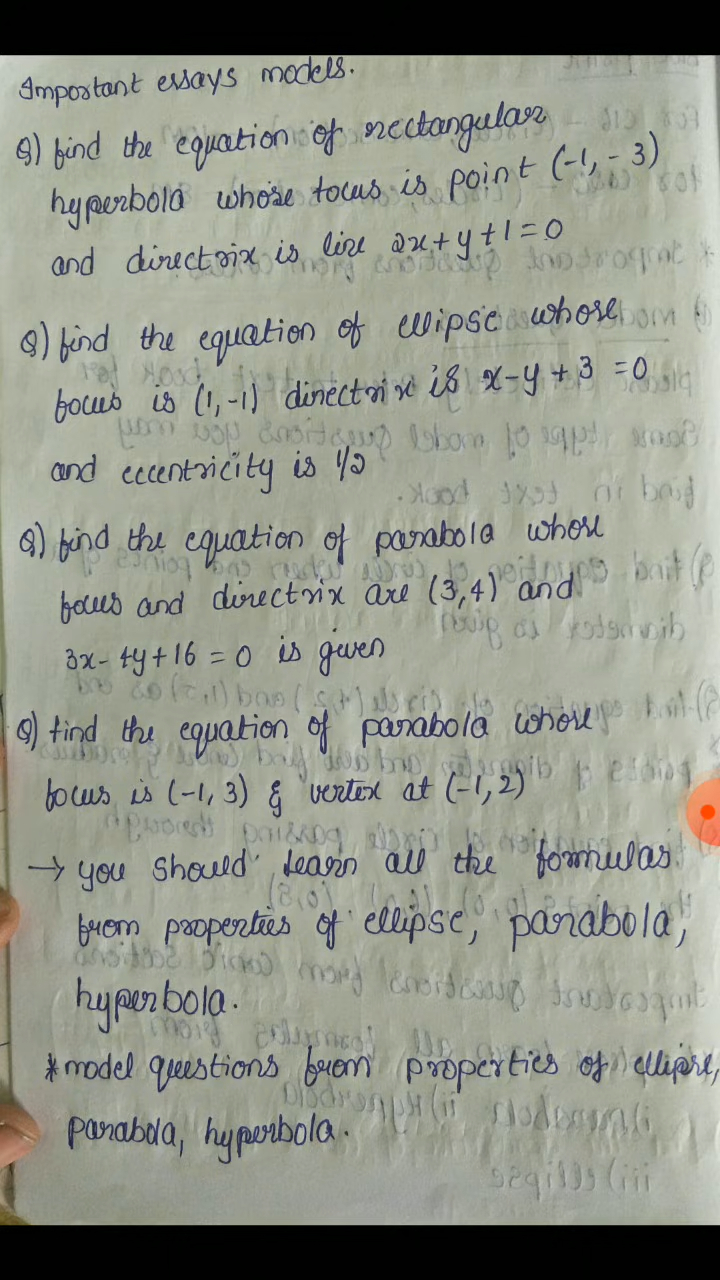 Important essays models.
Q) find the equation of rectangular
hyperbola whose focus is point (-1, -3)
and directrix is line 2x+y+1=0
Q) find the equation of ellipse whose
focus is (1,-1) directrix is x-y+3=0
and eccentricity is 1/2
Q) find the equation of parabola whose
focus and directrix are (3,4) and
3x-4y+16=0 is given
Q) find the equation of parabola whose
focus is (-1,3) & vertex at (-1,2)
→ you should learn all the formulas
from properties of ellipse, parabola,
hyperbola.
* model questions from properties of ellipse,
parabola, hyperbola.